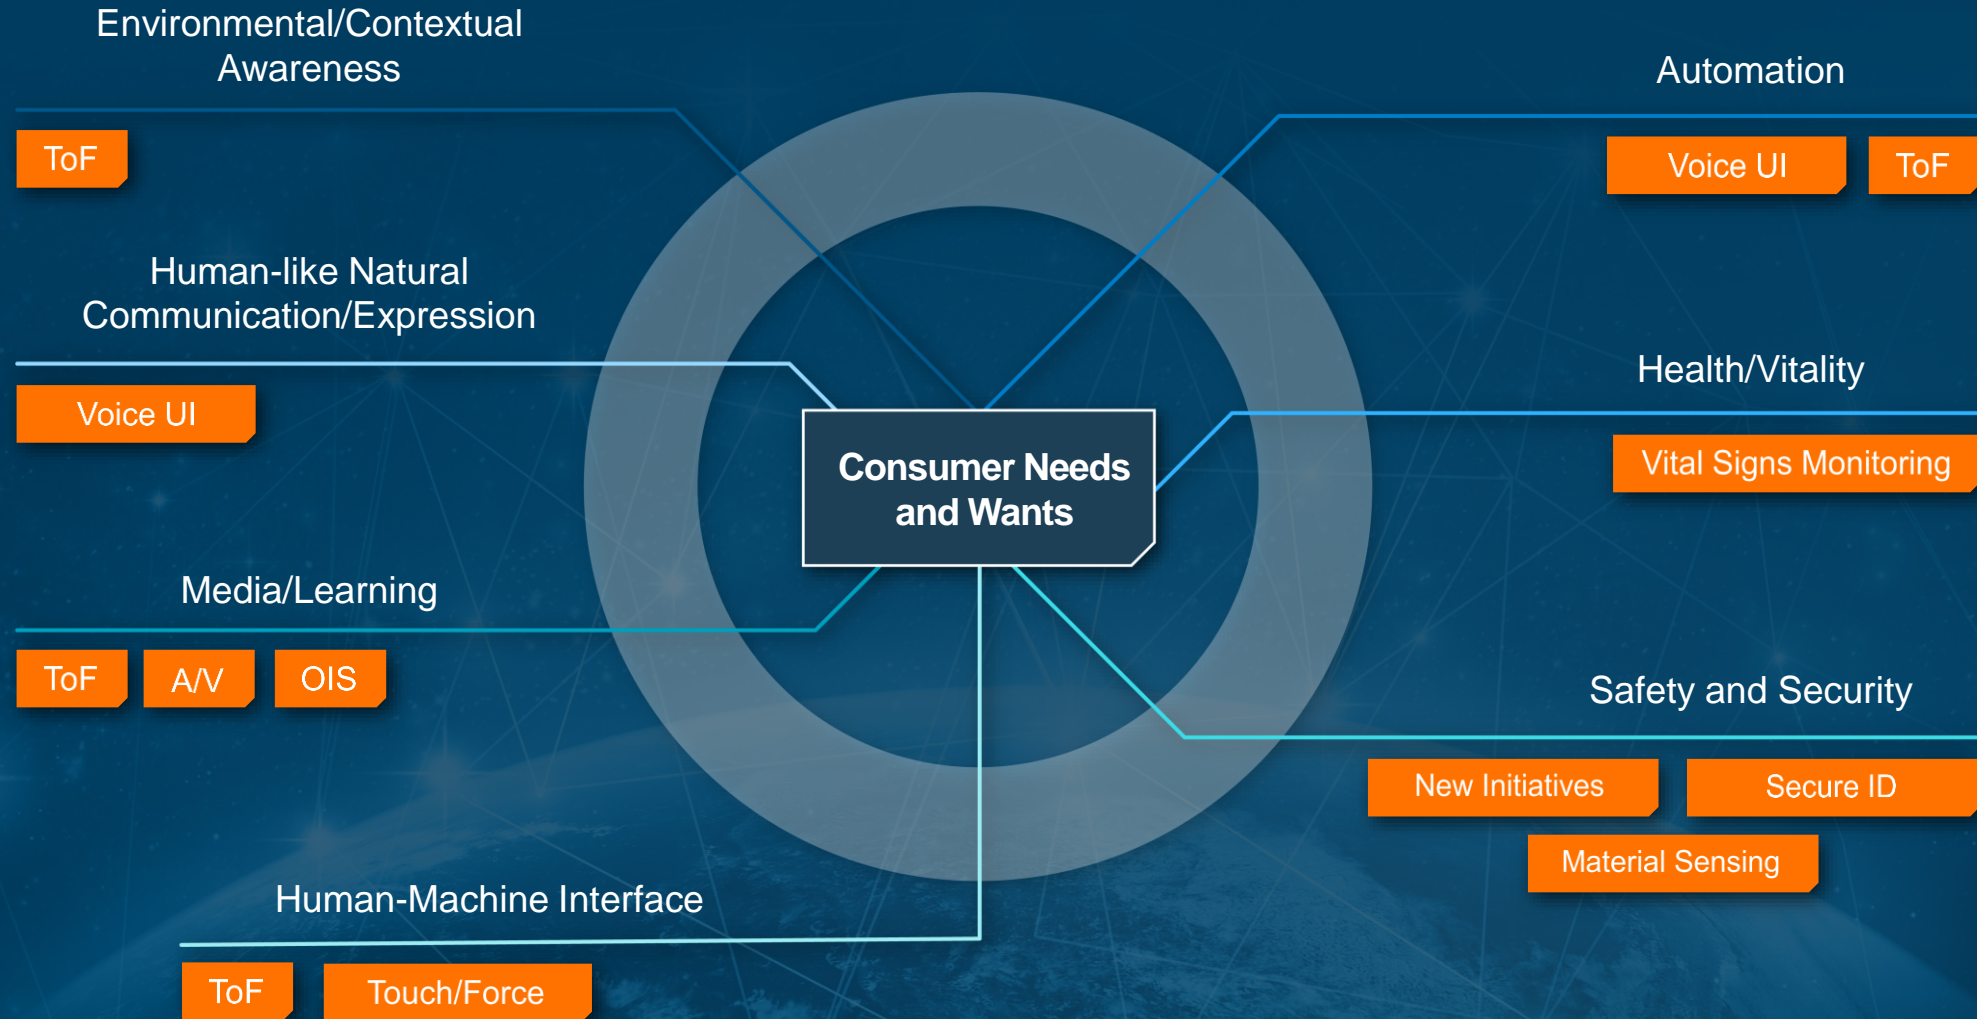 Environmental/Contextual
Awareness
ToF
Human-like Natural
Communication/Expression
Voice UI
Media/Learning
ToF
A/V
OIS
Human-Machine Interface
ToF
Touch/Force
Consumer Needs
and Wants
Automation
Voice UI
ToF
Health/Vitality
Vital Signs Monitoring
Safety and Security
New Initiatives
Secure ID
Material Sensing